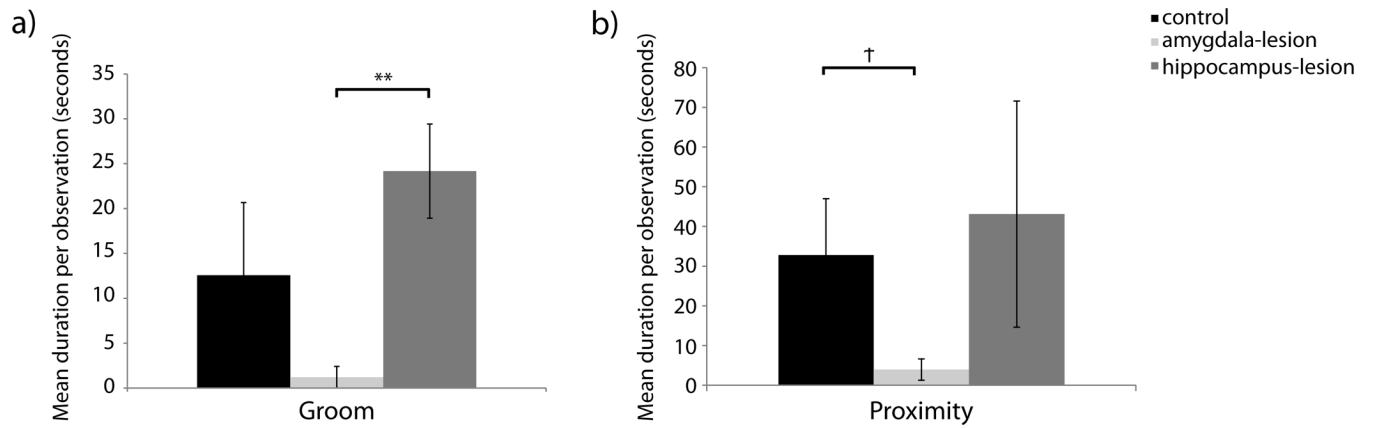 a)
Mean duration per observation (seconds)
35
30
25
20
15
10
5
0
**
Groom
b)
Mean duration per observation (seconds)
80
70
60
50
40
30
20
10
0
†
Proximity
control
amygdala-lesion
hippocampus-lesion